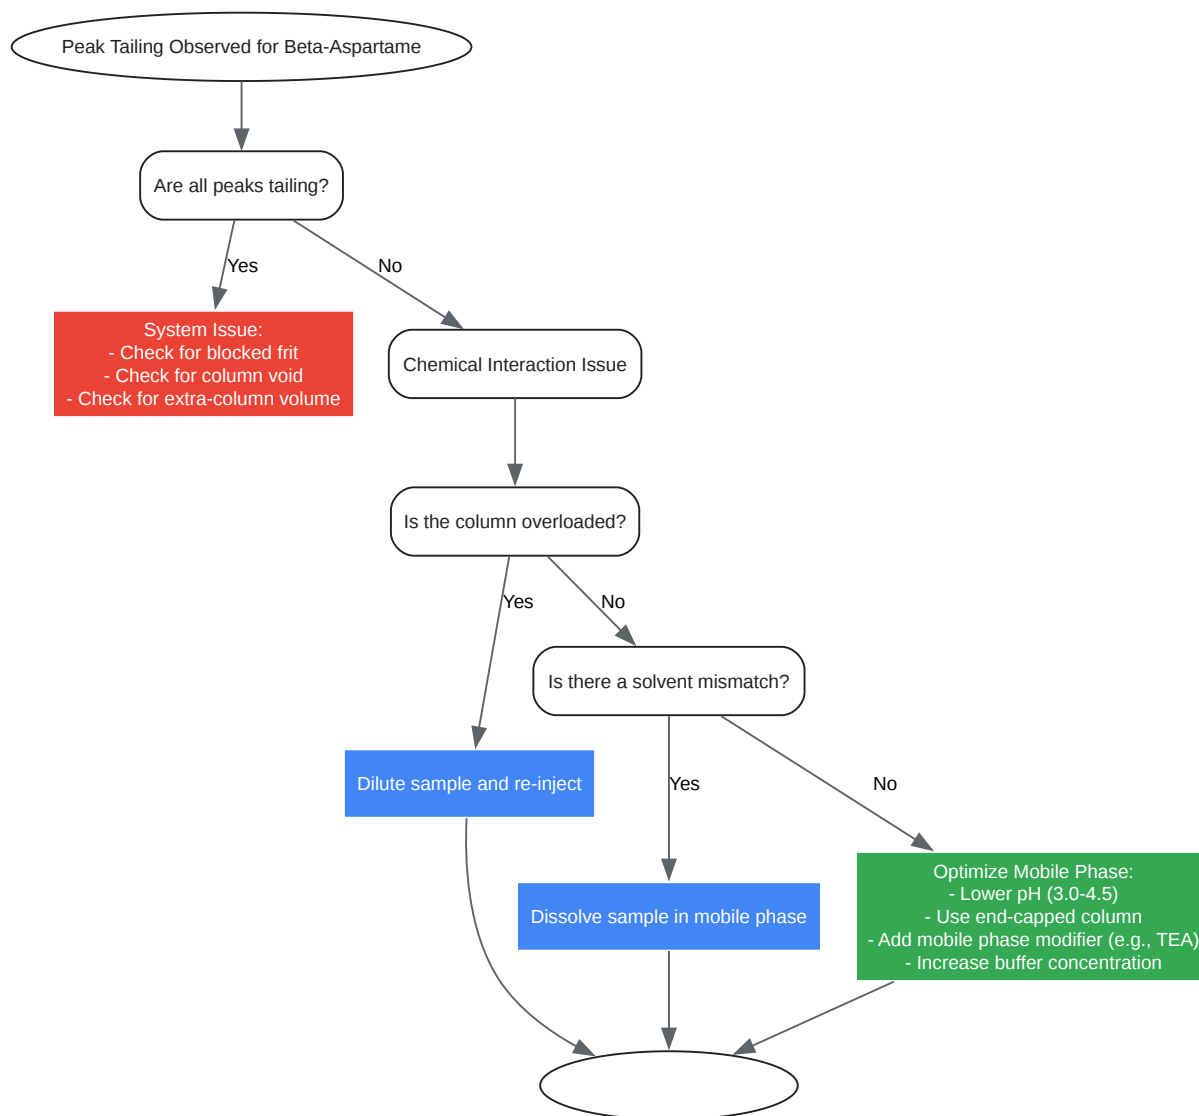 Peak Tailing Observed for Beta-Aspartame
Are all peaks tailing?
Yes
No
System Issue:
- Check for blocked frit
- Check for column void
- Check for extra-column volume
Chemical Interaction Issue
Is the column overloaded?
Yes
No
Is there a solvent mismatch?
Dilute sample and re-inject
Yes
No
Dissolve sample in mobile phase
Optimize Mobile Phase:
- Lower pH (3.0-4.5)
- Use end-capped column
- Add mobile phase modifier (e.g., TEA)
- Increase buffer concentration